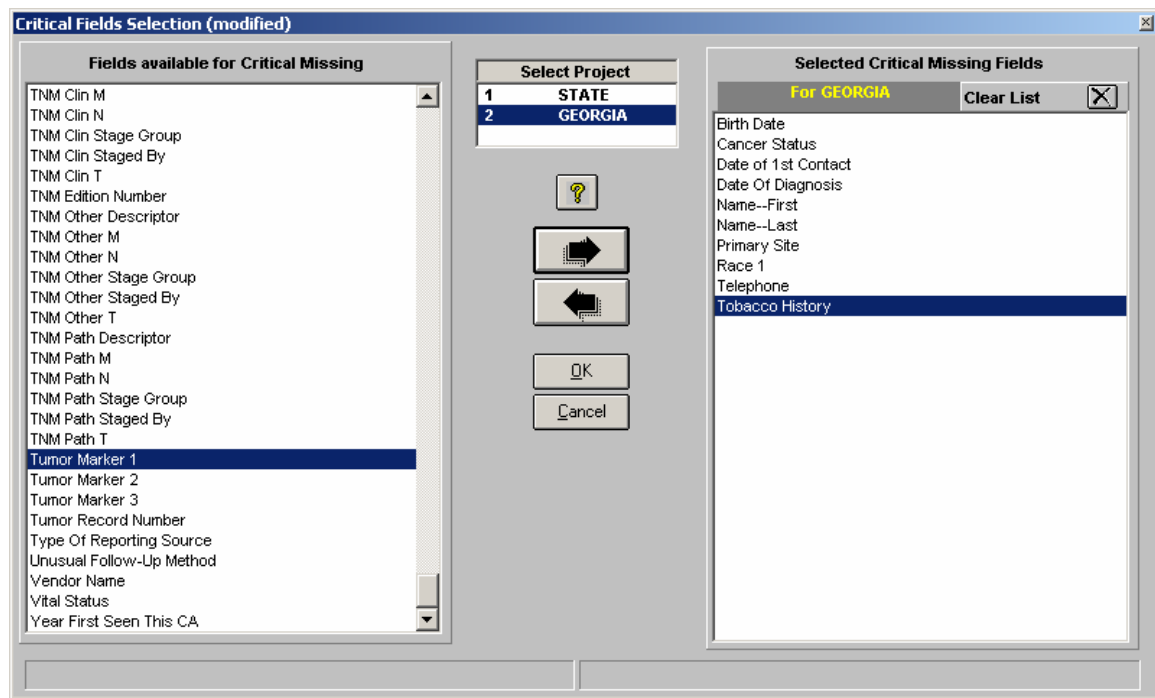 Critical Fields Selection (modified)
Fields available for Critical Missing
TNM Clin M
TNM Clin N
TNM Clin Stage Group
TNM Clin Staged By
TNM Clin T
TNM Edition Number
TNM Other Descriptor
TNM Other M
TNM Other N
TNM Other Stage Group
TNM Other Staged By
TNM Other T
TNM Path Descriptor
TNM Path M
TNM Path N
TNM Path Stage Group
TNM Path Staged By
TNM Path T
Tumor Marker 1
Tumor Marker 2
Tumor Marker 3
Tumor Record Number
Type Of Reporting Source
Unusual Follow-Up Method
Vendor Name
Vital Status
Year First Seen This CA
Select Project
1 STATE
2 GEORGIA
?
OK
Cancel
Selected Critical Missing Fields
For GEORGIA Clear List
Birth Date
Cancer Status
Date of 1st Contact
Date Of Diagnosis
Name--First
Name--Last
Primary Site
Race 1
Telephone
Tobacco History